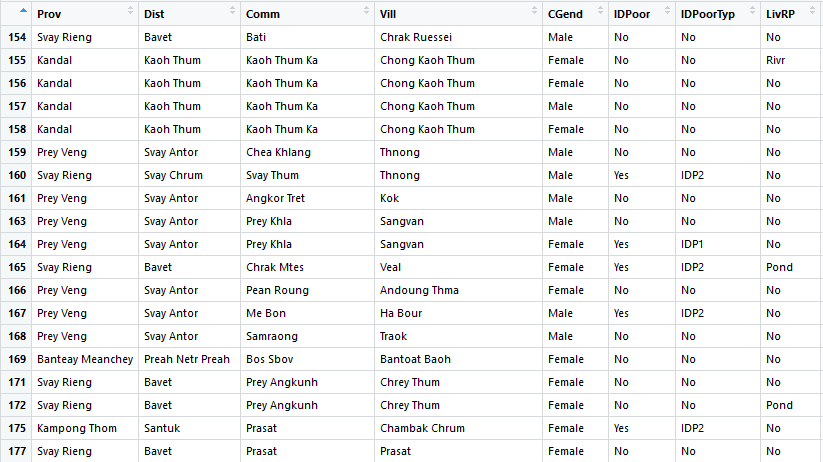 Prov Dist Comm Vill CGend IDPoor IDPoorTyp LivRP
154 Svay Rieng Bavet Bati Chrak Ruessei Male No No No
155 Kandal Kaoh Thum Kaoh Thum Ka Chong Kaoh Thum Female No No Rivr
156 Kandal Kaoh Thum Kaoh Thum Ka Chong Kaoh Thum Female No No No
157 Kandal Kaoh Thum Kaoh Thum Ka Chong Kaoh Thum Male No No No
158 Kandal Kaoh Thum Kaoh Thum Ka Chong Kaoh Thum Female No No No
159 Prey Veng Svay Antor Chea Khlang Thnong Male No No No
160 Svay Rieng Svay Chrum Svay Thum Thnong Male Yes IDP2 No
161 Prey Veng Svay Antor Angkor Tret Kok Male No No No
163 Prey Veng Svay Antor Prey Khla Sangvan Male No No No
164 Prey Veng Svay Antor Prey Khla Sangvan Female Yes IDP1 No
165 Svay Rieng Bavet Chrak Mtes Veal Female Yes IDP2 Pond
166 Prey Veng Svay Antor Pean Roung Andoung Thma Female No No No
167 Prey Veng Svay Antor Me Bon Ha Bour Male Yes IDP2 No
168 Prey Veng Svay Antor Samraong Traok Male No No No
169 Banteay Meanchey Preah Netr Preah Bos Sbov Bantoat Baoh Female No No No
171 Svay Rieng Bavet Prey Angkunh Chrey Thum Female No No No
172 Svay Rieng Bavet Prey Angkunh Chrey Thum Female No No Pond
175 Kampong Thom Santuk Prasat Chambak Chrum Female Yes IDP2 No
177 Svay Rieng Bavet Prasat Prasat Female No No No